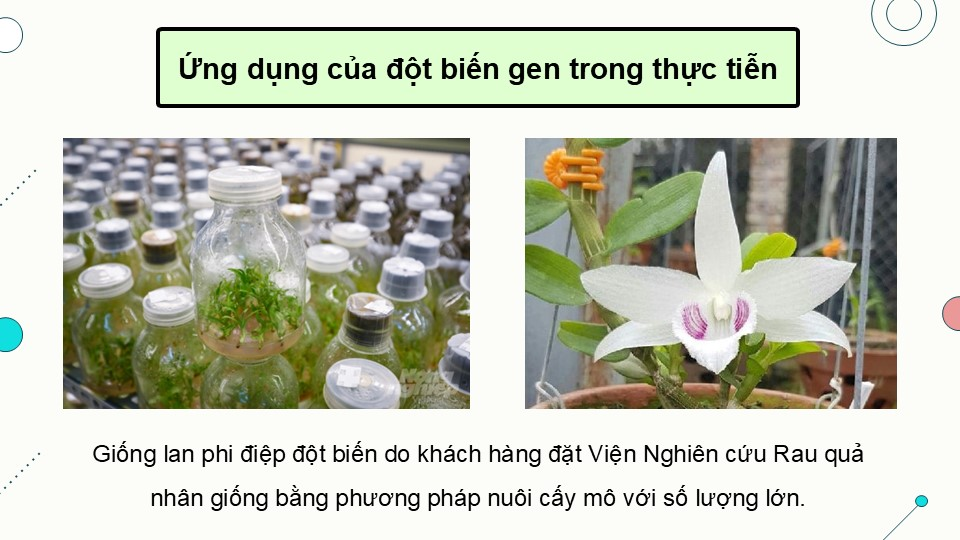 Ứng dụng của đột biến gen trong thực tiễn
Giống lan phi điệp đột biến do khách hàng đặt Viện Nghiên cứu Rau quả
nhân giống bằng phương pháp nuôi cấy mô với số lượng lớn.